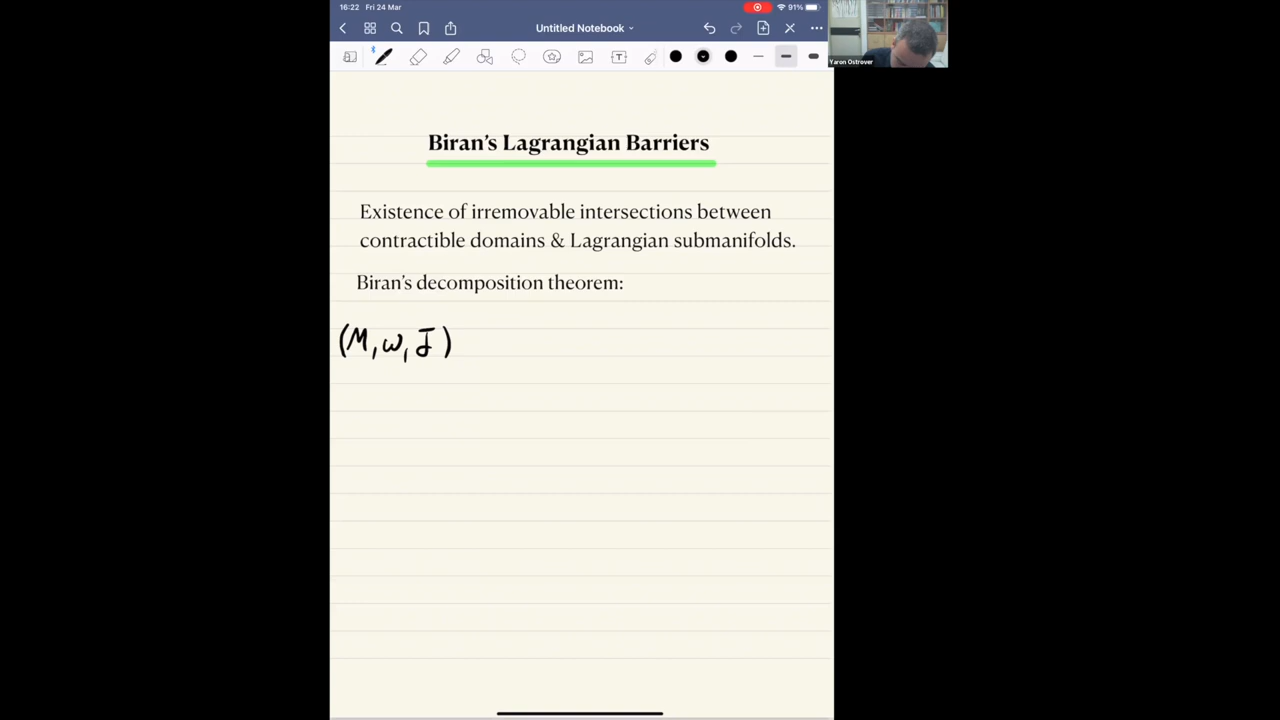 16:22 Fri 24 Mar
91%
Untitled Notebook
Yaron Ostrover
Biran's Lagrangian Barriers
Existence of irremovable intersections between
contractible domains & Lagrangian submanifolds.
Biran's decomposition theorem:
(M, ω, J)